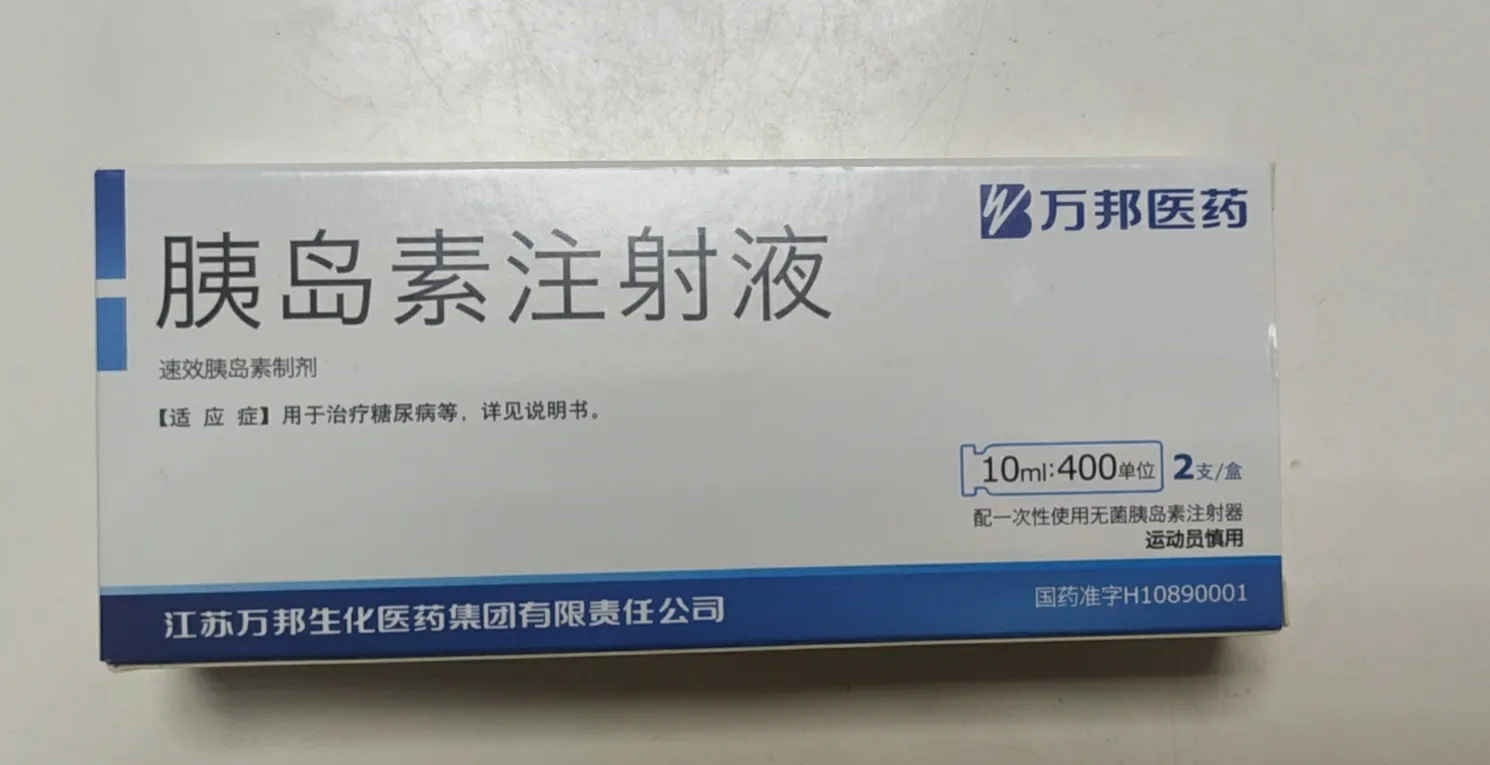 万邦医药
胰岛素注射液
速效胰岛素制剂
【适 应 症】用于治疗糖尿病等，详见说明书。
10ml:400单位 2支/盒
配一次性使用无菌胰岛素注射器
运动员慎用
江苏万邦生化医药集团有限责任公司
国药准字H10890001